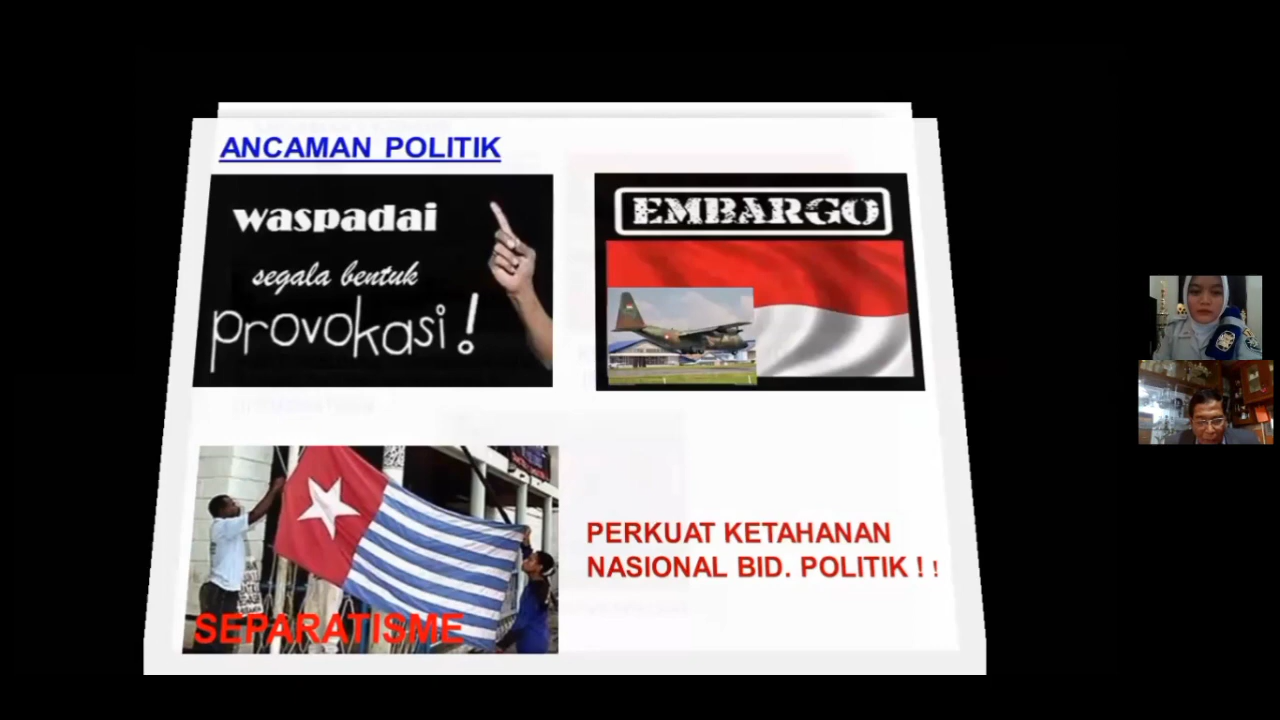 ANCAMAN POLITIK
waspadai
segala bentuk
provokasi!
EMBARGO
SEPARATISME
PERKUAT KETAHANAN
NASIONAL BID. POLITIK ! !